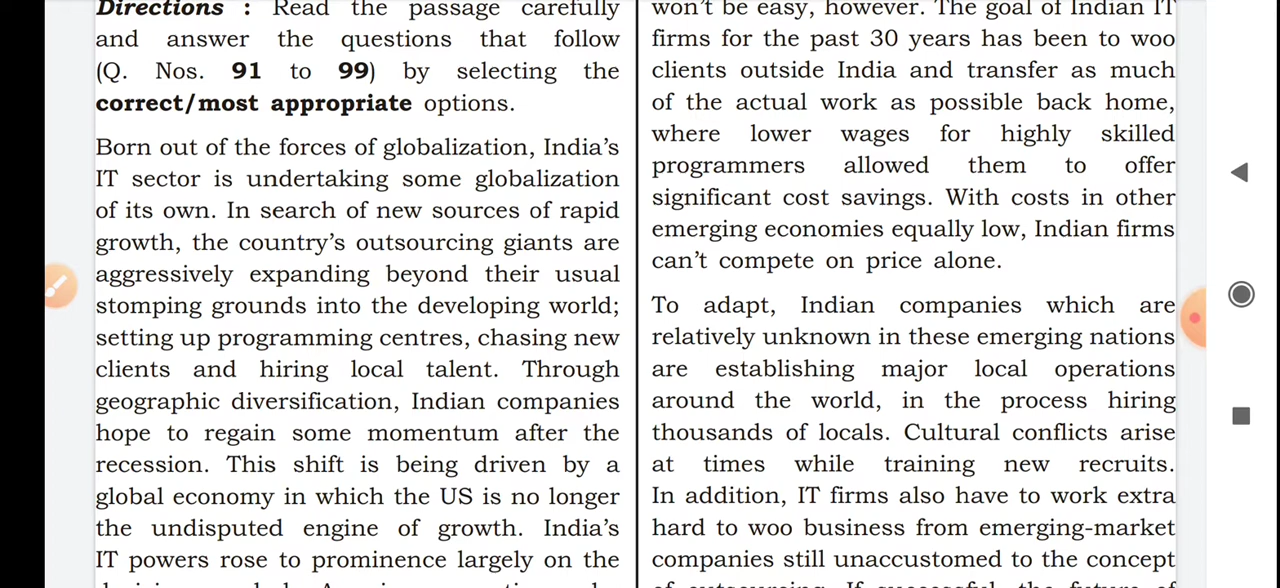 Directions : Read the passage carefully
and answer the questions that follow
(Q. Nos. 91 to 99) by selecting the
correct/most appropriate options.
Born out of the forces of globalization, India's
IT sector is undertaking some globalization
of its own. In search of new sources of rapid
growth, the country's outsourcing giants are
aggressively expanding beyond their usual
stomping grounds into the developing world;
setting up programming centres, chasing new
clients and hiring local talent. Through
geographic diversification, Indian companies
hope to regain some momentum after the
recession. This shift is being driven by a
global economy in which the US is no longer
the undisputed engine of growth. India's
IT powers rose to prominence largely on the
won't be easy, however. The goal of Indian IT
firms for the past 30 years has been to woo
clients outside India and transfer as much
of the actual work as possible back home,
where lower wages for highly skilled
programmers allowed them to offer
significant cost savings. With costs in other
emerging economies equally low, Indian firms
can't compete on price alone.
To adapt, Indian companies which are
relatively unknown in these emerging nations
are establishing major local operations
around the world, in the process hiring
thousands of locals. Cultural conflicts arise
at times while training new recruits.
In addition, IT firms also have to work extra
hard to woo business from emerging-market
companies still unaccustomed to the concept